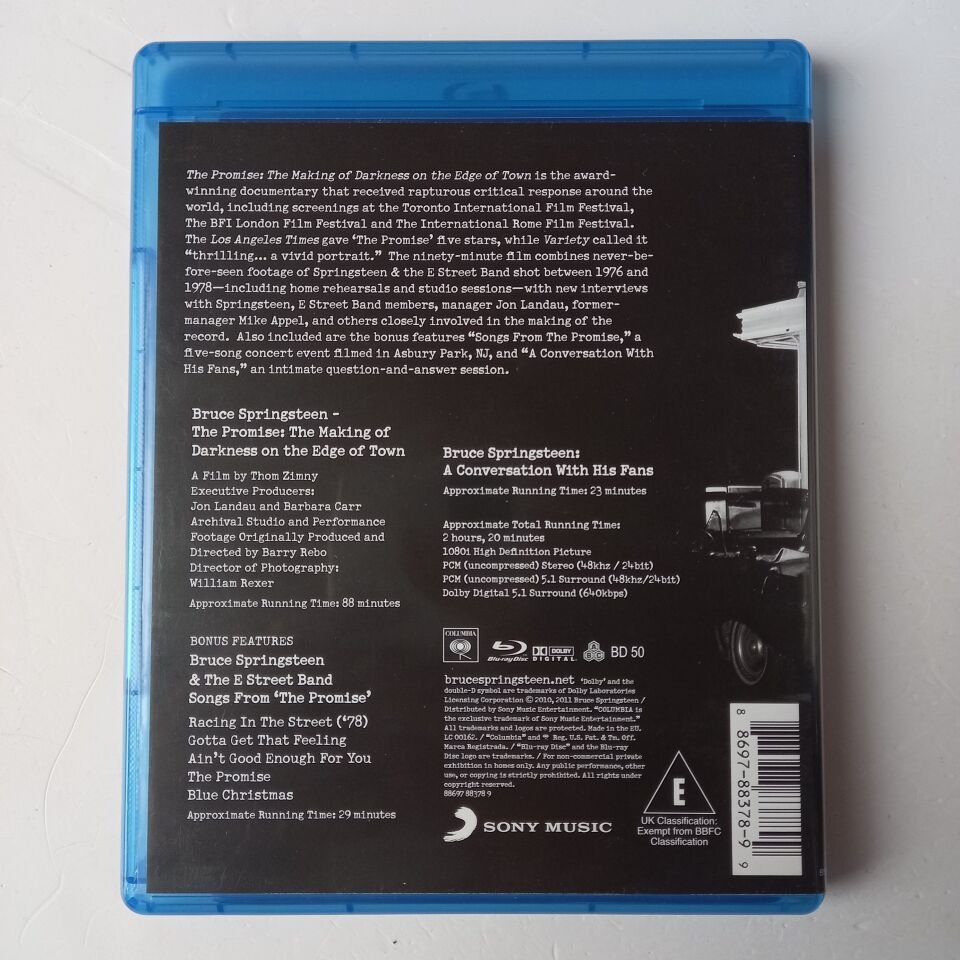 The Promise: The Making of Darkness on the Edge of Town is the award-
winning documentary that received rapturous critical response around the
world, including screenings at the Toronto International Film Festival,
The BFI London Film Festival and The International Rome Film Festival.
The Los Angeles Times gave ‘The Promise’ five stars, while Variety called it
“thrilling... a vivid portrait.” The ninety-minute film combines never-be-
fore-seen footage of Springsteen & the E Street Band shot between 1976 and
1978—including home rehearsals and studio sessions—with new interviews
with Springsteen, E Street Band members, manager Jon Landau, former-
manager Mike Appel, and others closely involved in the making of the
record. Also included are the bonus features “Songs From The Promise,” a
five-song concert event filmed in Asbury Park, NJ, and “A Conversation With
His Fans,” an intimate question-and-answer session.
Bruce Springsteen -
The Promise: The Making of
Darkness on the Edge of Town
A Film by Thom Zimny
Executive Producers:
Jon Landau and Barbara Carr
Archival Studio and Performance
Footage Originally Produced and
Directed by Barry Rebo
Director of Photography:
William Rexer
Approximate Running Time: 88 minutes
BONUS FEATURES
Bruce Springsteen
& The E Street Band
Songs From ‘The Promise’
Racing In The Street (‘78)
Gotta Get That Feeling
Ain’t Good Enough For You
The Promise
Blue Christmas
Approximate Running Time: 29 minutes
Bruce Springsteen:
A Conversation With His Fans
Approximate Running Time: 23 minutes
Approximate Total Running Time:
2 hours, 20 minutes
1080i High Definition Picture
PCM (uncompressed) Stereo (48khz / 24bit)
PCM (uncompressed) 5.1 Surround (48khz/24bit)
Dolby Digital 5.1 Surround (640kbps)
COLUMBIA
Blu-ray Disc
DOLBY
DIGITAL
BD 50
brucespringsteen.net ‘Dolby’ and the
double-D symbol are trademarks of Dolby Laboratories
Licensing Corporation © 2010, 2011 Bruce Springsteen /
Distributed by Sony Music Entertainment. “COLUMBIA is
the exclusive trademark of Sony Music Entertainment.”
All trademarks and logos are protected. Made in the EU.
LC 00162. / “Columbia” and Reg. U.S. Pat. & Tm. Off.
Marca Registrada. / “Blu-ray Disc” and the Blu-ray
Disc logo are trademarks. / For non-commercial private
exhibition in homes only. Any public performance, other
use, or copying is strictly prohibited. All rights under
copyright reserved.
88697 88378 9
SONY MUSIC
E
UK Classification:
Exempt from BBFC
Classification
8 8697-88378-9 9